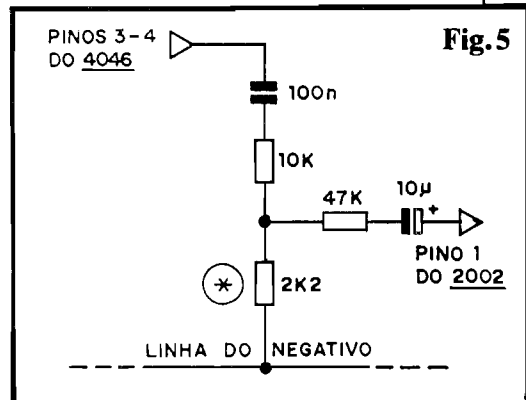 PINOS 3-4
DO 4046
Fig.5
100n
10K
47K
10µ
+
PINO 1
DO 2002
*
2K2
LINHA DO NEGATIVO